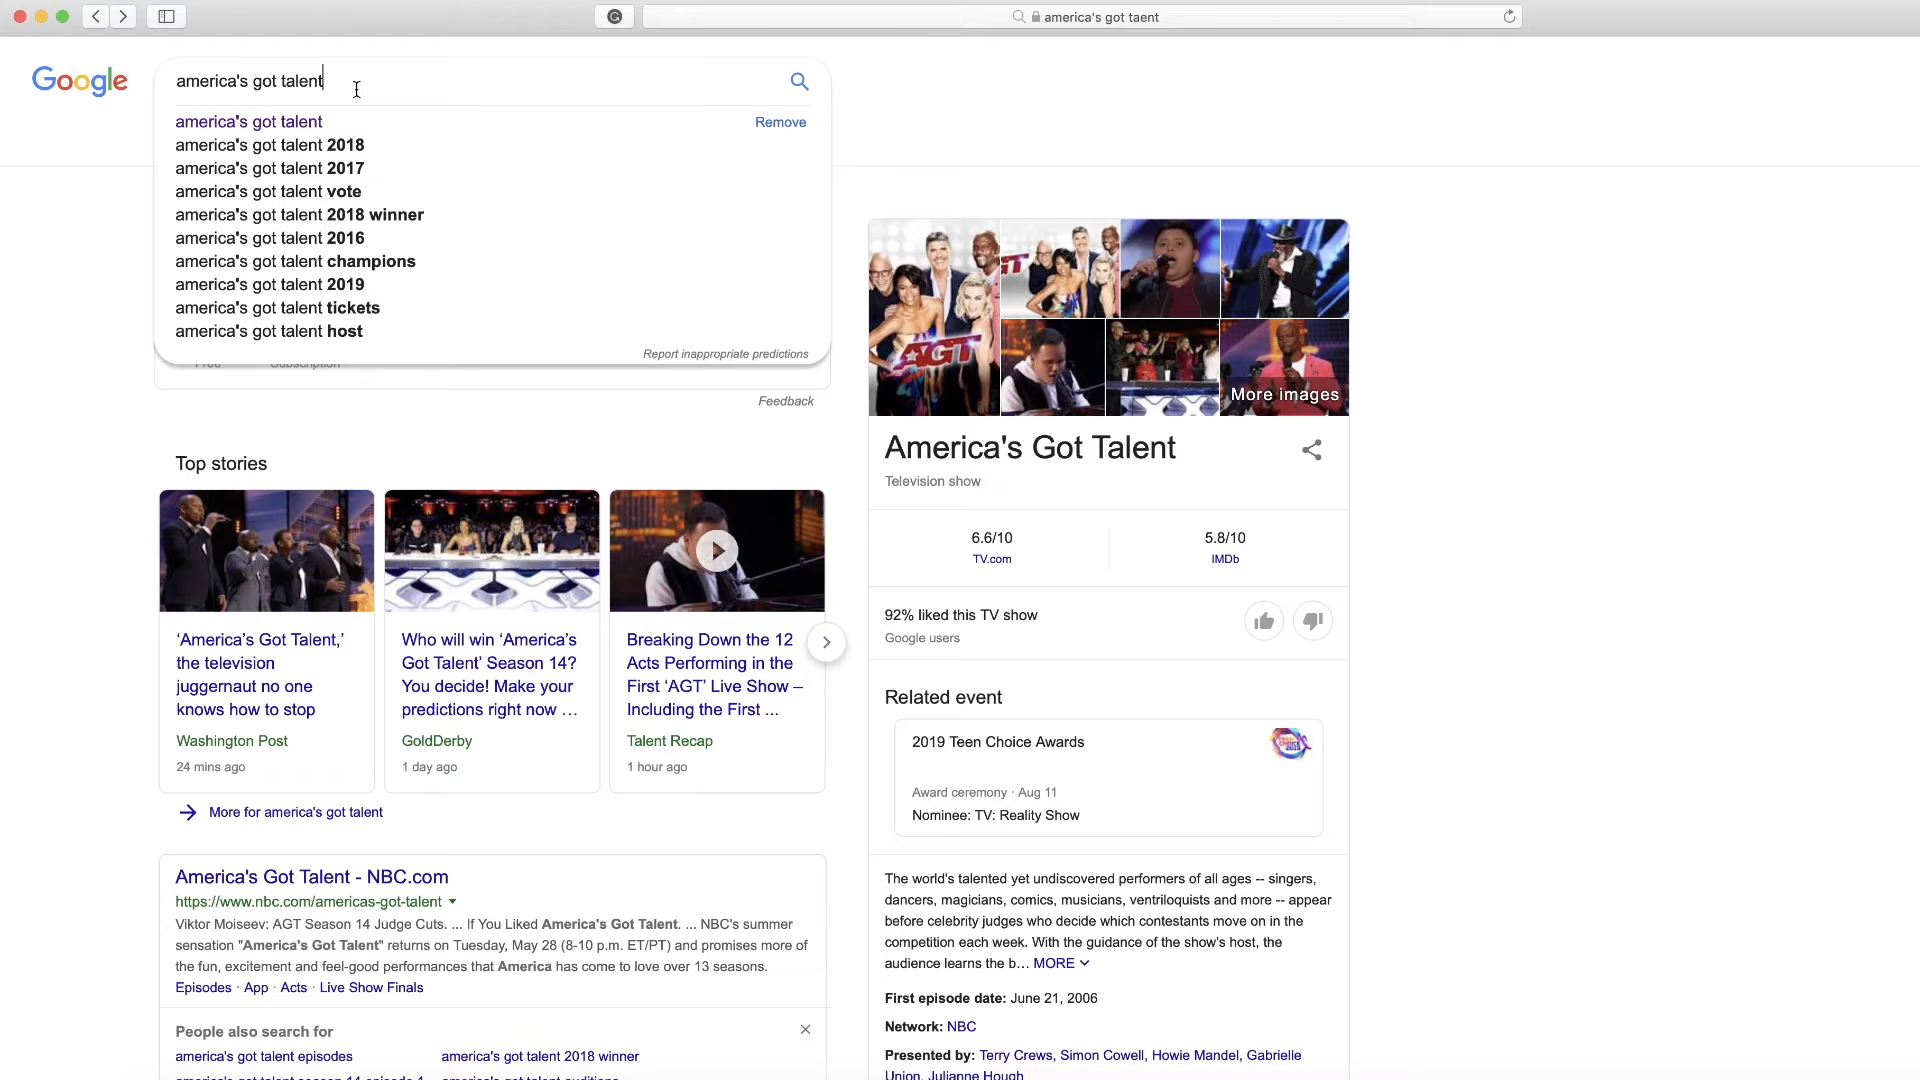 america's got taent
Google
america's got talent
america's got talent
Remove
america's got talent 2018
america's got talent 2017
america's got talent vote
america's got talent 2018 winner
america's got talent 2016
america's got talent champions
america's got talent 2019
america's got talent tickets
america's got talent host
Report inappropriate predictions
Free Subscription
Feedback
Top stories
‘America’s Got Talent,’
the television
juggernaut no one
knows how to stop
Washington Post
24 mins ago
Who will win ‘America’s
Got Talent’ Season 14?
You decide! Make your
predictions right now …
GoldDerby
1 day ago
Breaking Down the 12
Acts Performing in the
First ‘AGT’ Live Show –
Including the First ...
Talent Recap
1 hour ago
More for america's got talent
America's Got Talent - NBC.com
https://www.nbc.com/americas-got-talent
Viktor Moiseev: AGT Season 14 Judge Cuts. ... If You Liked America's Got Talent. ... NBC's summer
sensation "America's Got Talent" returns on Tuesday, May 28 (8-10 p.m. ET/PT) and promises more of
the fun, excitement and feel-good performances that America has come to love over 13 seasons.
Episodes · App · Acts · Live Show Finals
People also search for
america's got talent episodes
america's got talent 2018 winner
america's got talent season 14 episode 1
america's got talent auditions
AGT
More images
America's Got Talent
Television show
6.6/10
TV.com
5.8/10
IMDb
92% liked this TV show
Google users
Related event
2019 Teen Choice Awards
Award ceremony · Aug 11
Nominee: TV: Reality Show
The world's talented yet undiscovered performers of all ages -- singers,
dancers, magicians, comics, musicians, ventriloquists and more -- appear
before celebrity judges who decide which contestants move on in the
competition each week. With the guidance of the show's host, the
audience learns the b… MORE
First episode date: June 21, 2006
Network: NBC
Presented by: Terry Crews, Simon Cowell, Howie Mandel, Gabrielle
Union, Julianne Hough